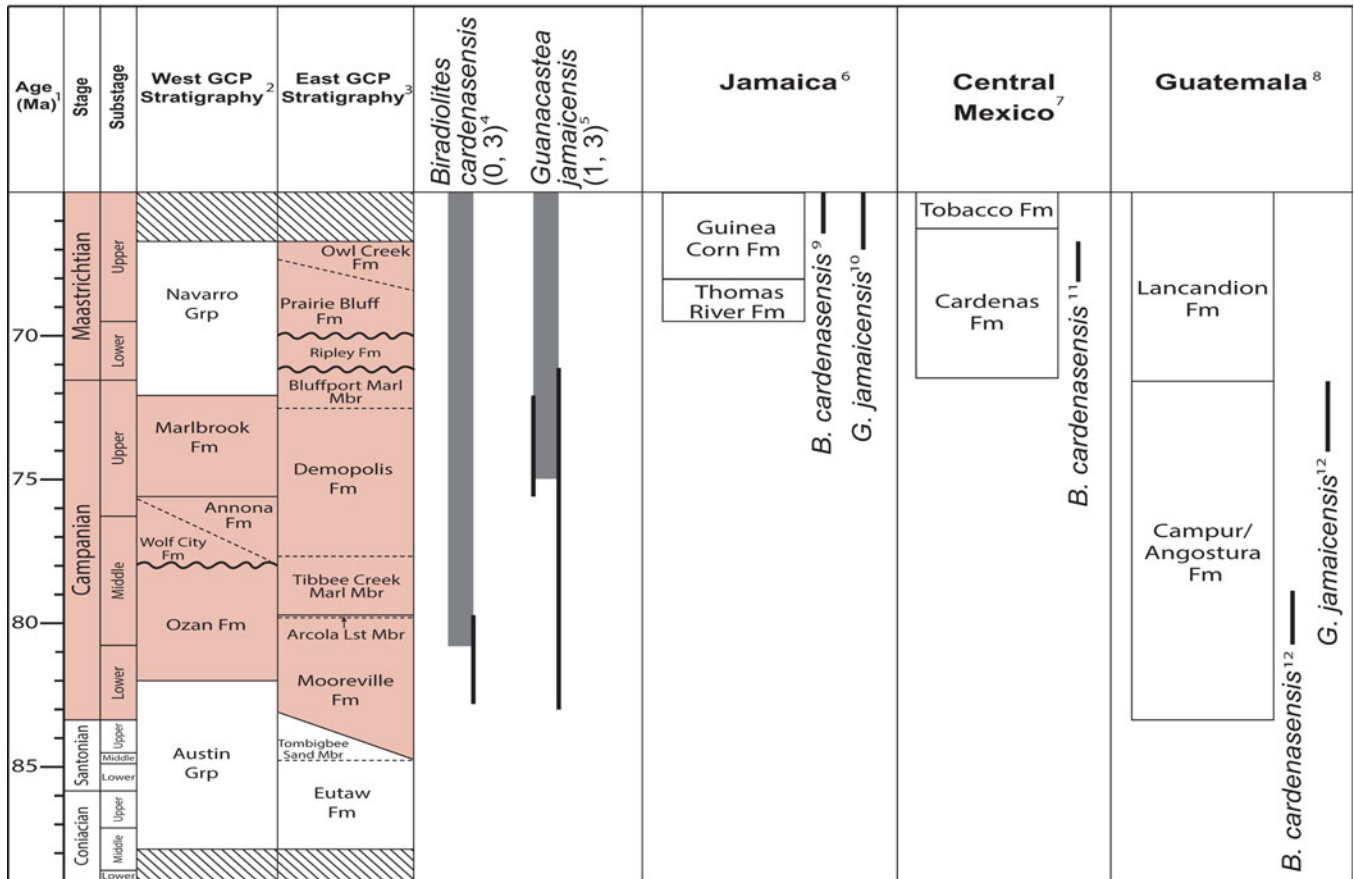 Age
(Ma)1
Stage
Substage
West GCP
Stratigraphy2
East GCP
Stratigraphy3
Biradiolites
cardenasensis
(0, 3)4
Guanacastea
jamaicensis
(1, 3)5
Jamaica6
Central
Mexico7
Guatemala8
70
75
80
85
Maastrichtian
Campanian
Santonian
Coniacian
Upper
Lower
Upper
Middle
Lower
Upper
Middle
Lower
Upper
Middle
Lower
Navarro
Grp
Marlbrook
Fm
Annona
Fm
Wolf City
Fm
Ozan Fm
Austin
Grp
Owl Creek
Fm
Prairie Bluff
Fm
Ripley Fm
Bluffport Marl
Mbr
Demopolis
Fm
Tibbee Creek
Marl Mbr
Arcola Lst Mbr
Mooreville
Fm
Tombigbee
Sand Mbr
Eutaw
Fm
Guinea
Corn Fm
Thomas
River Fm
B. cardenasensis9
G. jamaicensis10
Tobacco Fm
Cardenas
Fm
B. cardenasensis11
Lancandion
Fm
Campur/
Angostura
Fm
B. cardenasensis12
G. jamaicensis12